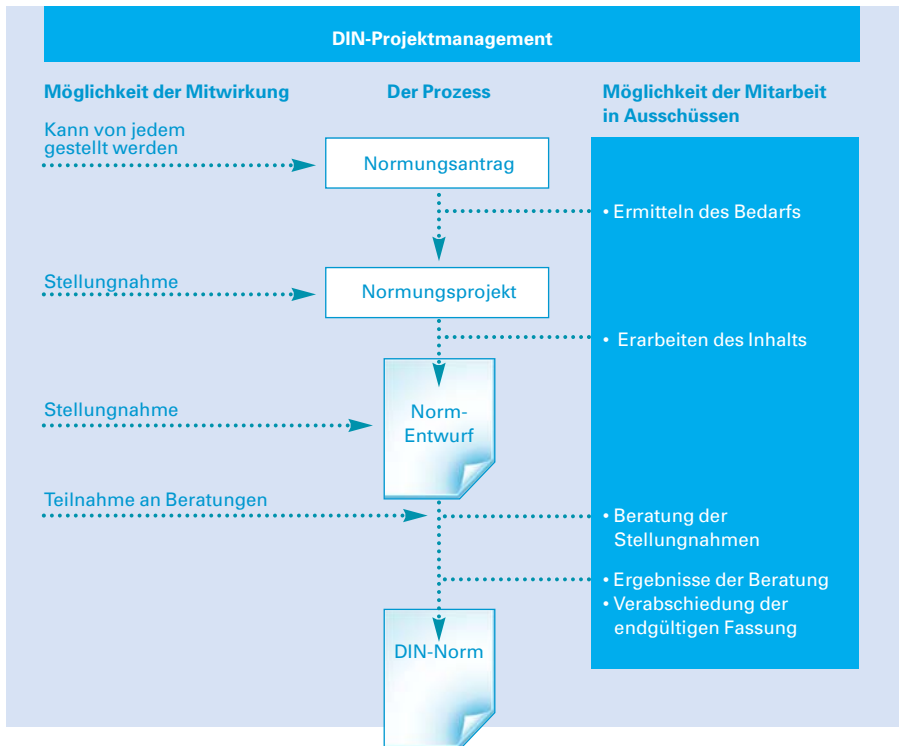 DIN-Projektmanagement
Möglichkeit der Mitwirkung
Der Prozess
Möglichkeit der Mitarbeit
in Ausschüssen
Kann von jedem
gestellt werden
Normungsantrag
• Ermitteln des Bedarfs
Stellungnahme
Normungsprojekt
• Erarbeiten des Inhalts
Stellungnahme
Norm-
Entwurf
Teilnahme an Beratungen
• Beratung der
Stellungnahmen
• Ergebnisse der Beratung
• Verabschiedung der
endgültigen Fassung
DIN-Norm